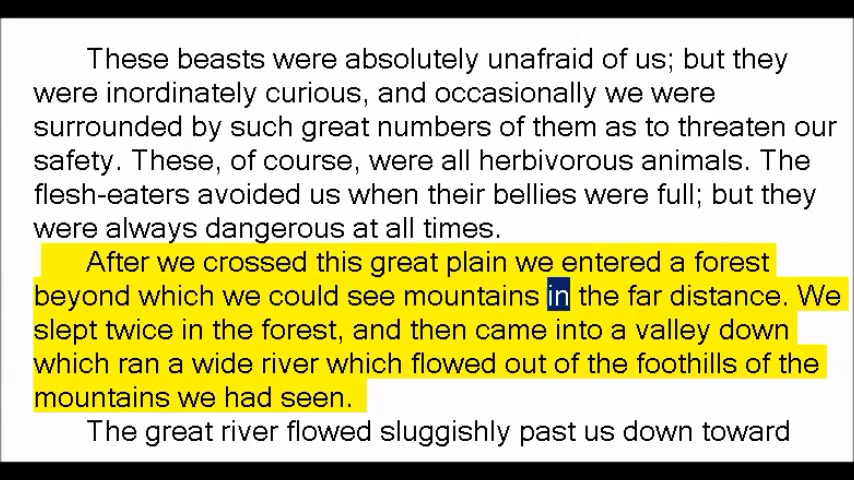 These beasts were absolutely unafraid of us; but they
were inordinately curious, and occasionally we were
surrounded by such great numbers of them as to threaten our
safety. These, of course, were all herbivorous animals. The
flesh-eaters avoided us when their bellies were full; but they
were always dangerous at all times.
After we crossed this great plain we entered a forest
beyond which we could see mountains in the far distance. We
slept twice in the forest, and then came into a valley down
which ran a wide river which flowed out of the foothills of the
mountains we had seen.
The great river flowed sluggishly past us down toward